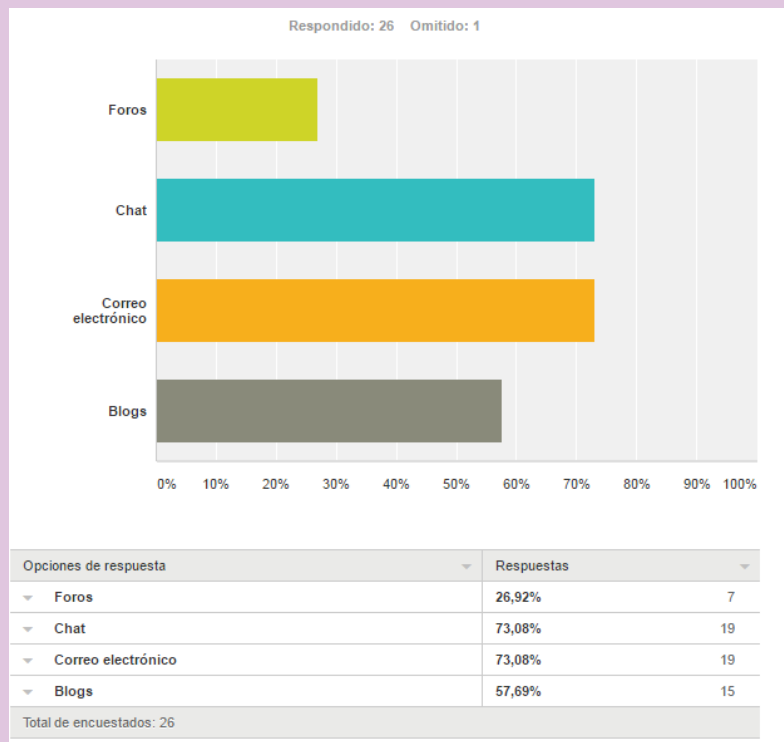 Respondido: 26 Omitido: 1
Foros
Chat
Correo
electrónico
Blogs
0% 10% 20% 30% 40% 50% 60% 70% 80% 90% 100%
Opciones de respuesta Respuestas
Foros 26,92% 7
Chat 73,08% 19
Correo electrónico 73,08% 19
Blogs 57,69% 15
Total de encuestados: 26